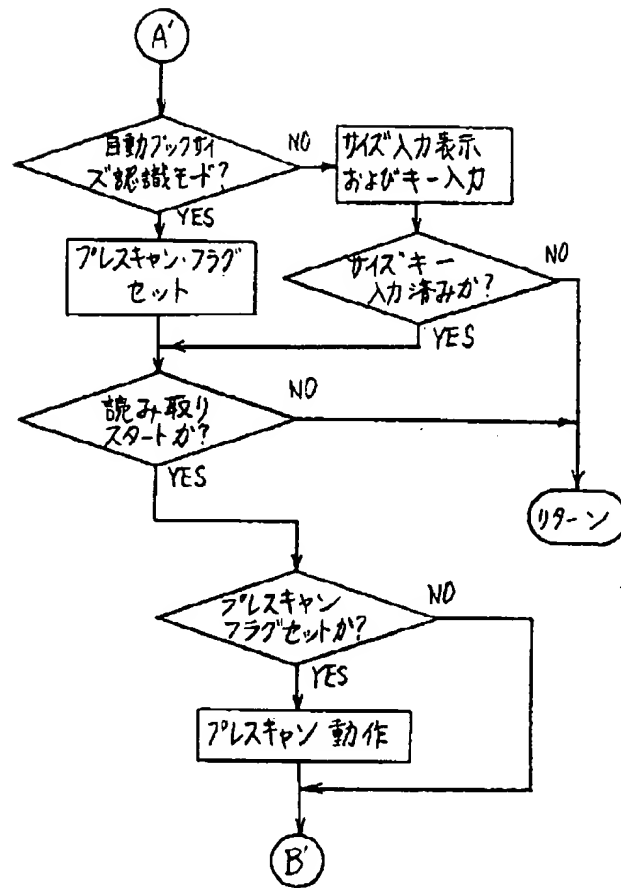 A'
自動ブックサイ
ズ認識モード?
NO
サイズ入力表示
およびキー入力
YES
プレスキャン・フラグ
セット
サイズキー
入力済みか?
NO
YES
読み取り
スタートか?
NO
YES
リターン
プレスキャン
フラグセットか?
NO
YES
プレスキャン動作
B'